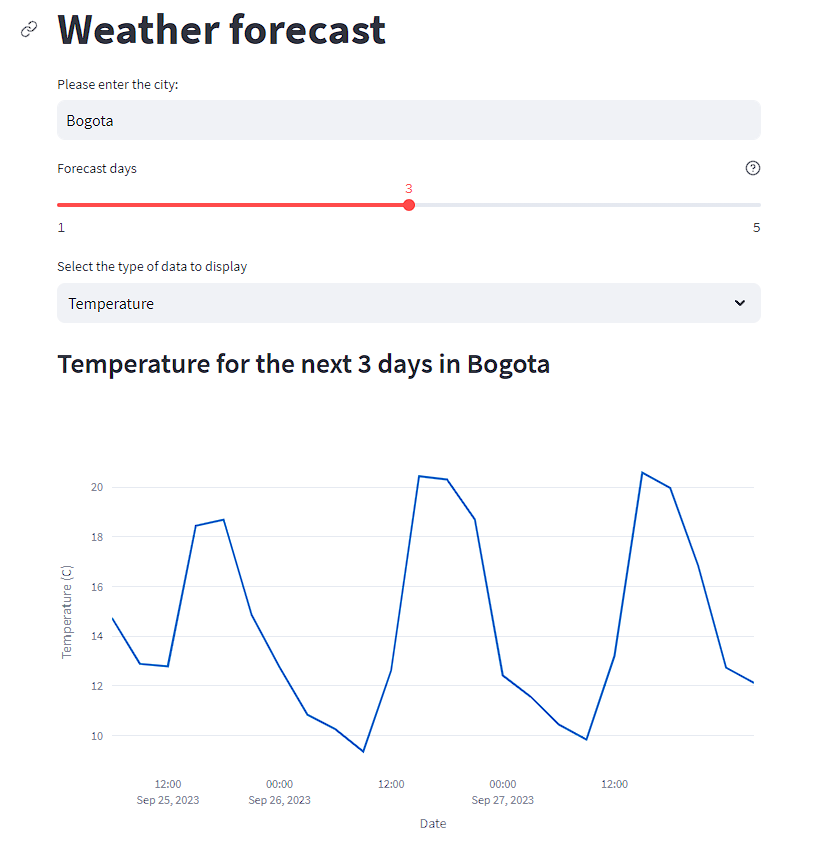 Weather forecast
Please enter the city:
Bogota
Forecast days
3
1 5
Select the type of data to display
Temperature
Temperature for the next 3 days in Bogota
20
18
16
14
12
10
Temperature (C)
12:00 00:00 12:00 00:00 12:00
Sep 25, 2023 Sep 26, 2023 Sep 27, 2023
Date